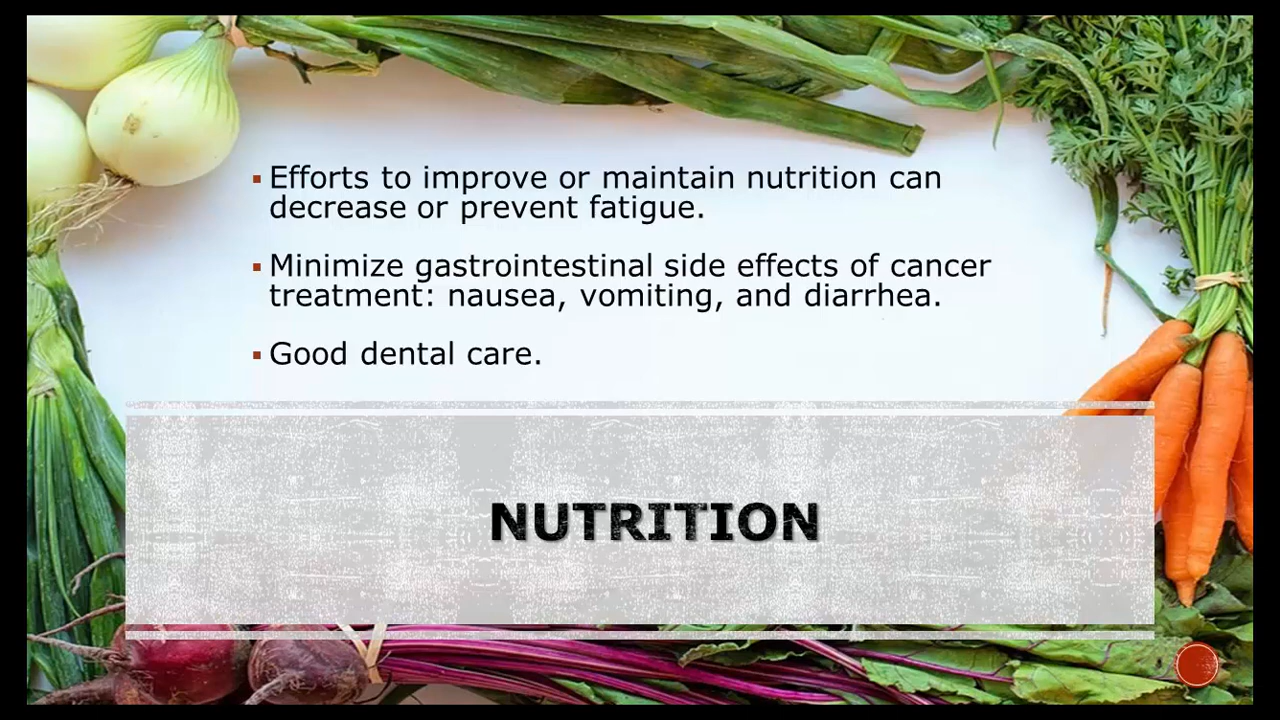 ▪ Efforts to improve or maintain nutrition can
decrease or prevent fatigue.
▪ Minimize gastrointestinal side effects of cancer
treatment: nausea, vomiting, and diarrhea.
▪ Good dental care.
NUTRITION